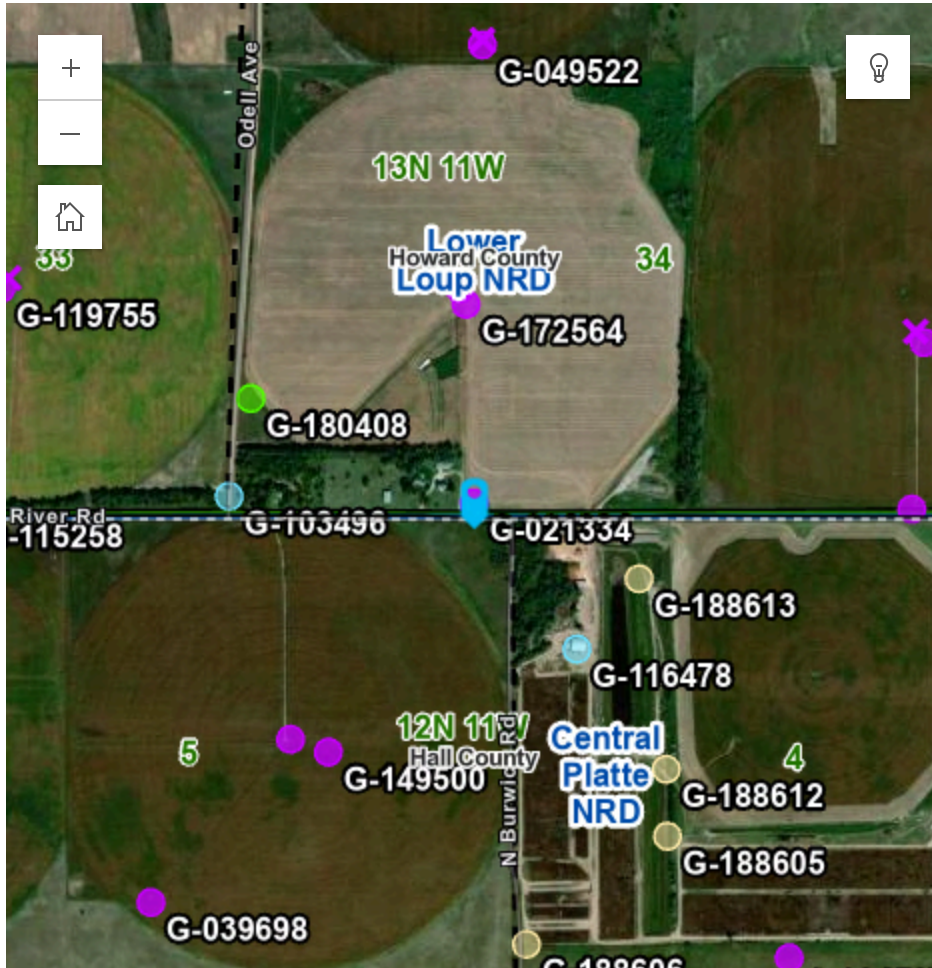 Odell Ave
G-049522
13N 11W
Lower
Howard County
Loup NRD
33
34
G-119755
G-172564
G-180408
River Rd
G-103496
G-021334
-115258
G-188613
G-116478
12N 11W
Hall County
N Burwick Rd
Central
Platte
NRD
5
4
G-149500
G-188612
G-188605
G-039698